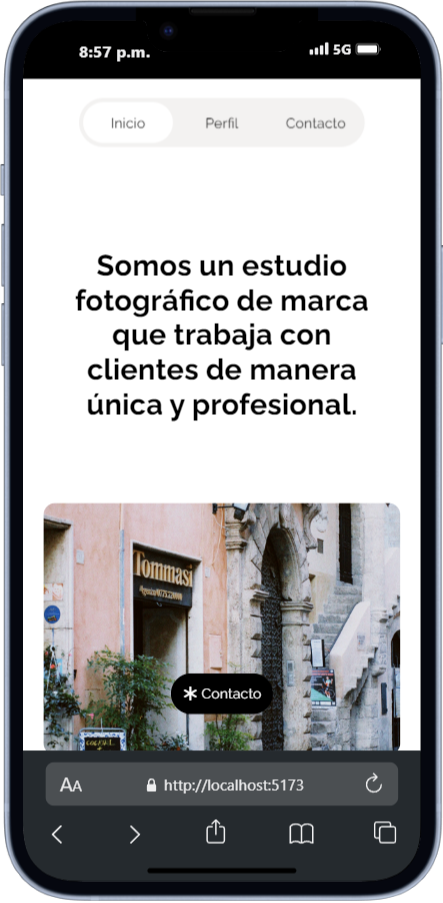 8:57 p.m.
5G
Inicio
Perfil
Contacto
Somos un estudio
fotográfico de marca
que trabaja con
clientes de manera
única y profesional.
Tommasi
Contacto
AA
http://localhost:5173